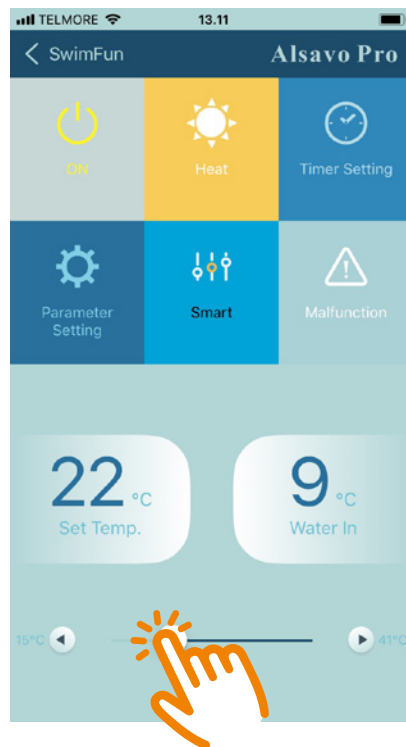 TELMORE 13.11
SwimFun Alsavo Pro
ON Heat Timer Setting
Parameter
Setting
Smart Malfunction
22 °C 9 °C
Set Temp. Water In
15°C 41°C